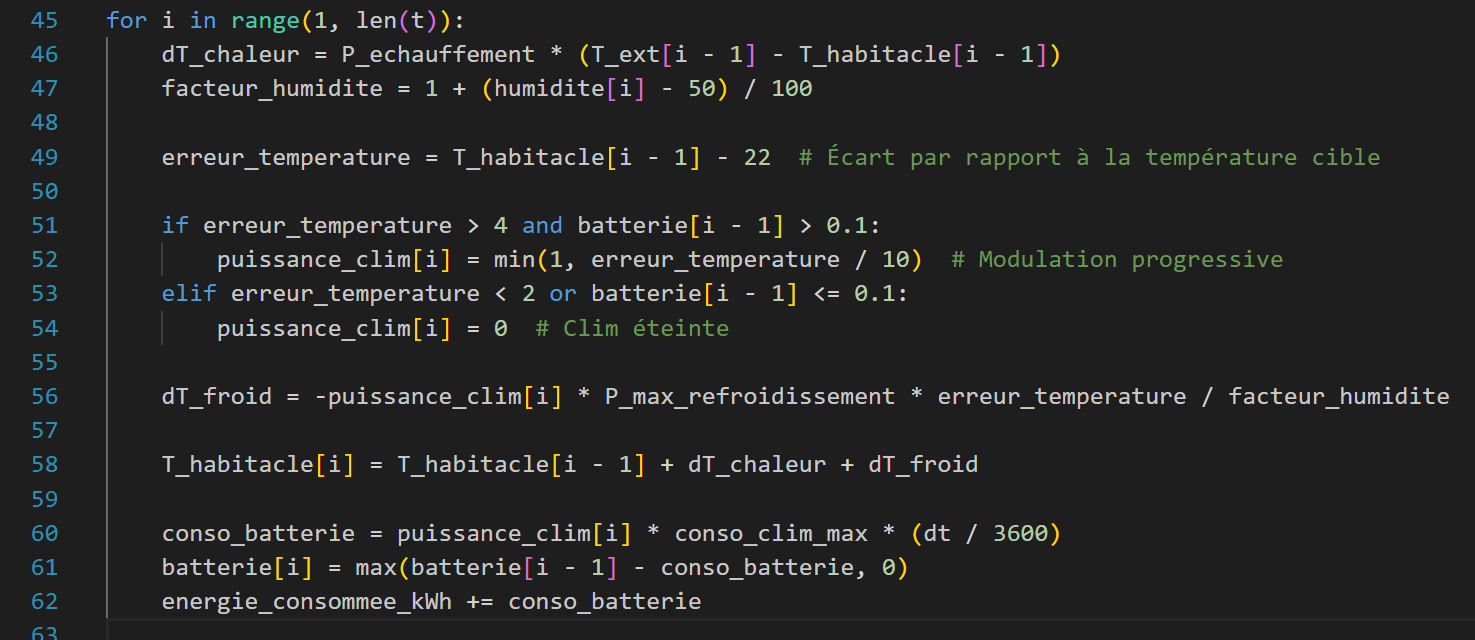 45 for i in range(1, len(t)):
46     dT_chaleur = P_echauffement * (T_ext[i - 1] - T_habitacle[i - 1])
47     facteur_humidite = 1 + (humidite[i] - 50) / 100
48
49     erreur_temperature = T_habitacle[i - 1] - 22  # Écart par rapport à la température cible
50
51     if erreur_temperature > 4 and batterie[i - 1] > 0.1:
52         puissance_clim[i] = min(1, erreur_temperature / 10)  # Modulation progressive
53     elif erreur_temperature < 2 or batterie[i - 1] <= 0.1:
54         puissance_clim[i] = 0  # Clim éteinte
55
56     dT_froid = -puissance_clim[i] * P_max_refroidissement * erreur_temperature / facteur_humidite
57
58     T_habitacle[i] = T_habitacle[i - 1] + dT_chaleur + dT_froid
59
60     conso_batterie = puissance_clim[i] * conso_clim_max * (dt / 3600)
61     batterie[i] = max(batterie[i - 1] - conso_batterie, 0)
62     energie_consommee_kWh += conso_batterie
63